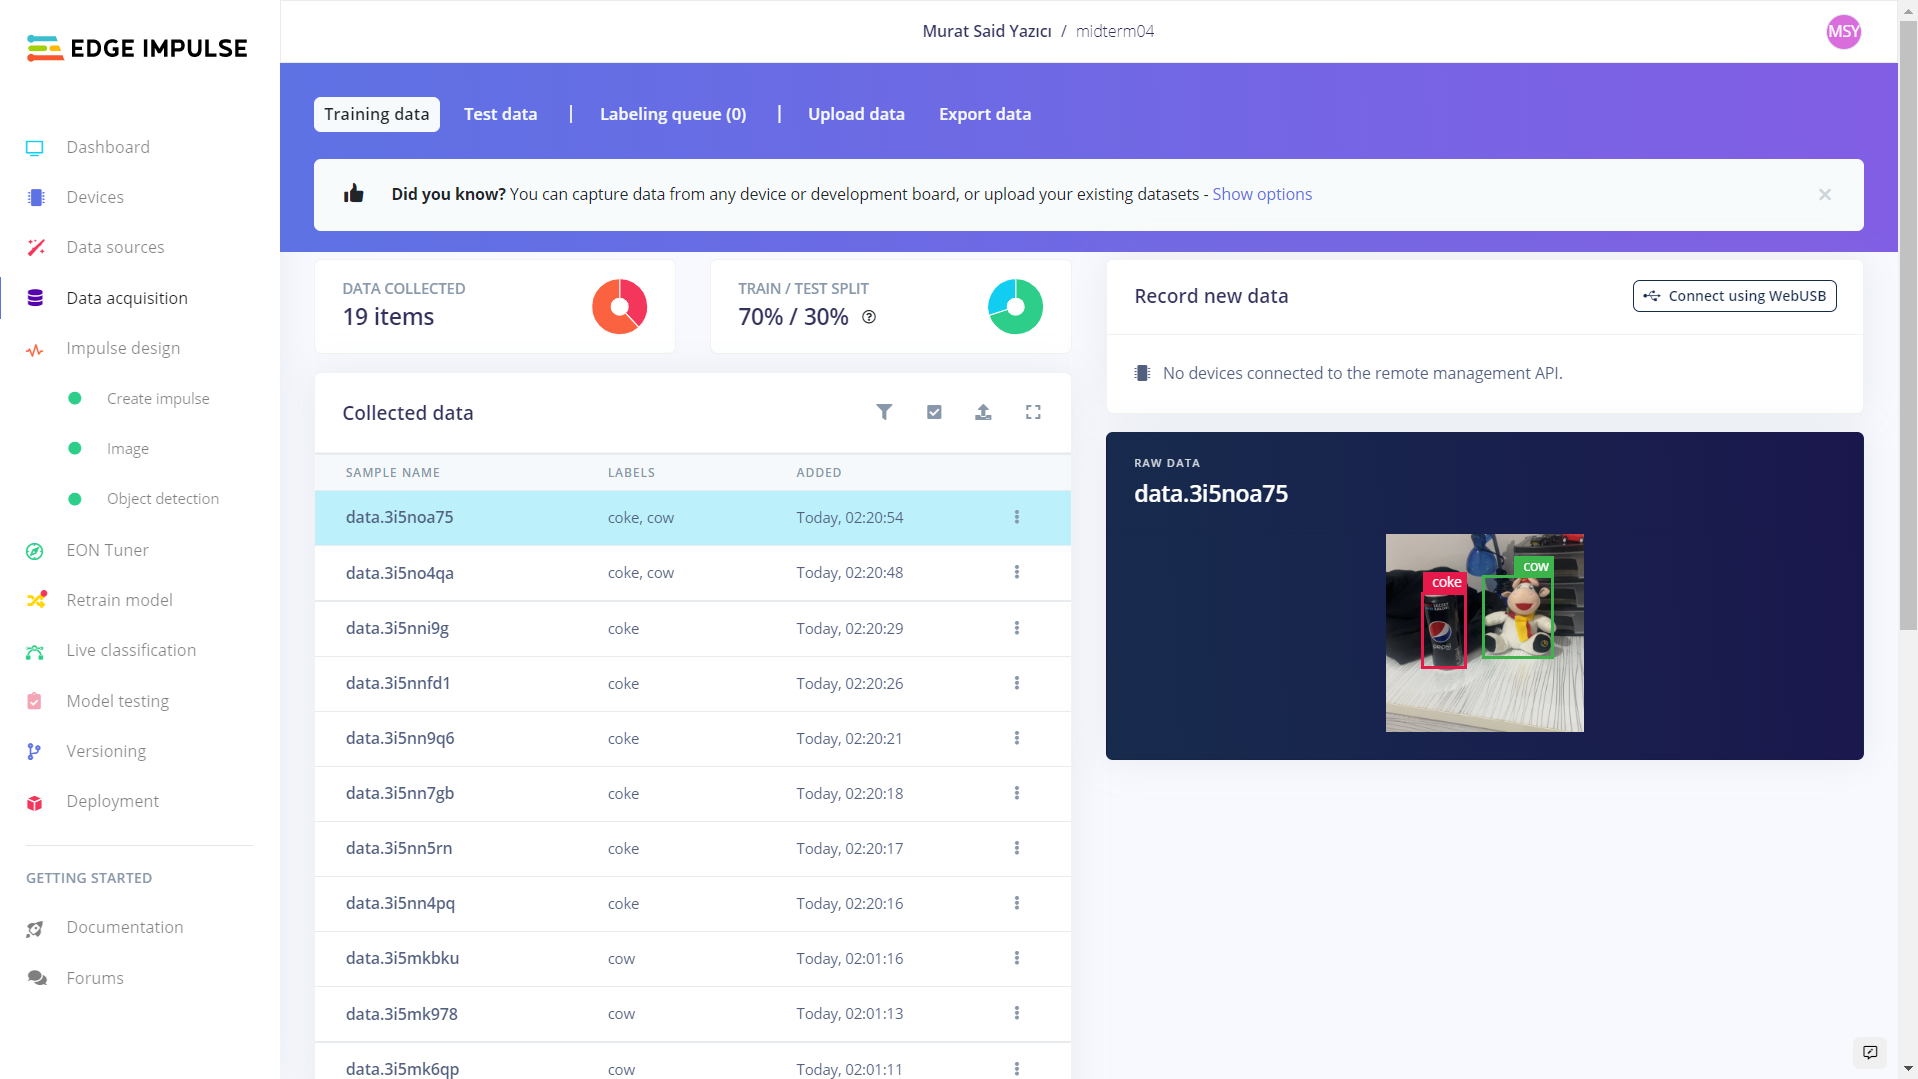 EDGE IMPULSE
Murat Said Yazıcı / midterm04
MSY
Dashboard
Devices
Data sources
Data acquisition
Impulse design
Create impulse
Image
Object detection
EON Tuner
Retrain model
Live classification
Model testing
Versioning
Deployment
GETTING STARTED
Documentation
Forums
Training data
Test data
|
Labeling queue (0)
|
Upload data
Export data
Did you know? You can capture data from any device or development board, or upload your existing datasets - Show options
×
DATA COLLECTED
19 items
TRAIN / TEST SPLIT
70% / 30% ?
Collected data
SAMPLE NAME LABELS ADDED
data.3i5noa75 coke, cow Today, 02:20:54
data.3i5no4qa coke, cow Today, 02:20:48
data.3i5nni9g coke Today, 02:20:29
data.3i5nnfd1 coke Today, 02:20:26
data.3i5nn9q6 coke Today, 02:20:21
data.3i5nn7gb coke Today, 02:20:18
data.3i5nn5rn coke Today, 02:20:17
data.3i5nn4pq coke Today, 02:20:16
data.3i5mkbku cow Today, 02:01:16
data.3i5mk978 cow Today, 02:01:13
data.3i5mk6qp cow Today, 02:01:11
Record new data
Connect using WebUSB
No devices connected to the remote management API.
RAW DATA
data.3i5noa75
coke
cow
pepsi